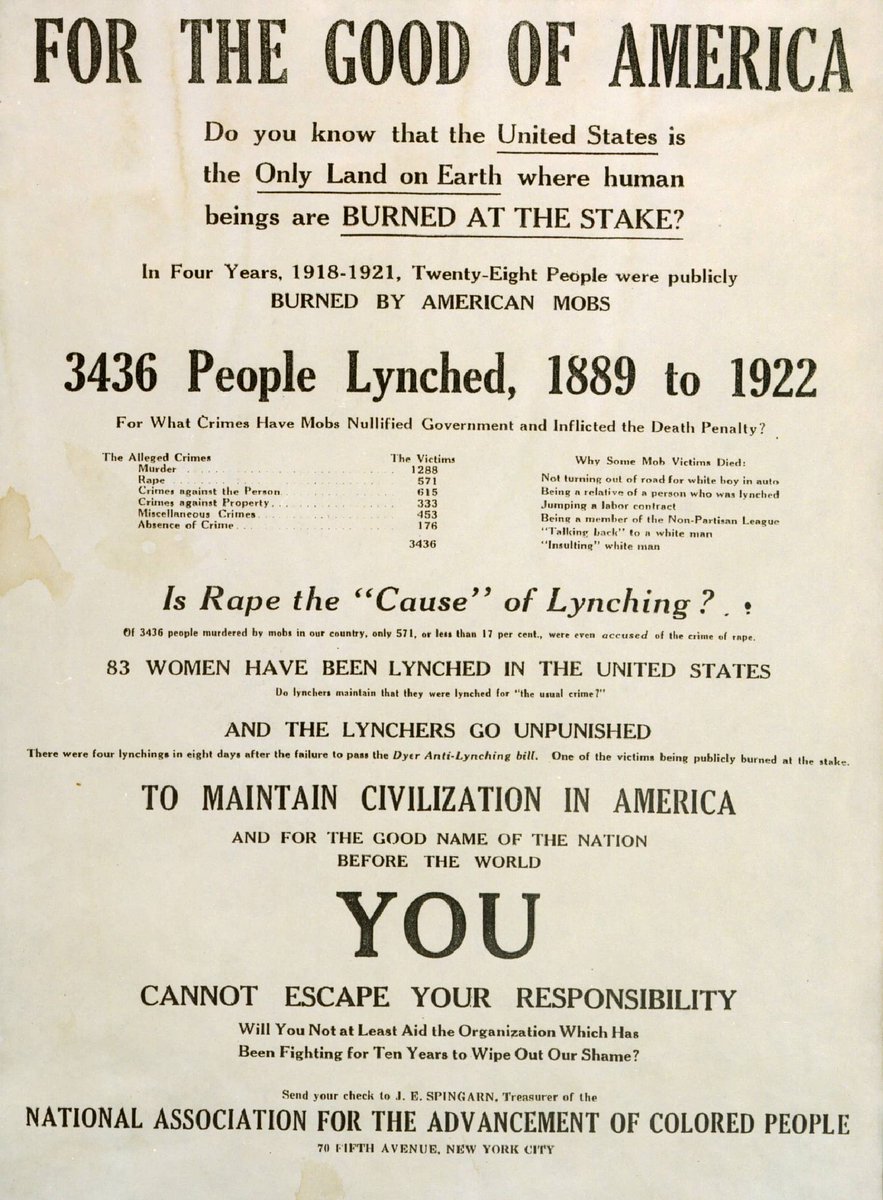 FOR THE GOOD OF AMERICA
Do you know that the United States is
the Only Land on Earth where human
beings are BURNED AT THE STAKE?
In Four Years, 1918-1921, Twenty-Eight People were publicly
BURNED BY AMERICAN MOBS
3436 People Lynched, 1889 to 1922
For What Crimes Have Mobs Nullified Government and Inflicted the Death Penalty?
The Alleged Crimes The Victims
Murder . . . . . . . . . . . . . . . . . . . . 1288
Rape . . . . . . . . . . . . . . . . . . . . 571
Crimes against the Person . . . . . . . . . . . . 615
Crimes against Property . . . . . . . . . . . . 333
Miscellaneous Crimes . . . . . . . . . . . . 453
Absence of Crime . . . . . . . . . . . . 176
3436
Why Some Mob Victims Died:
Not turning out of road for white boy in auto
Being a relative of a person who was lynched
Jumping a labor contract
Being a member of the Non-Partisan League
"Talking back" to a white man
"Insulting" white man
Is Rape the "Cause" of Lynching?
Of 3436 people murdered by mobs in our country, only 571, or less than 17 per cent., were even accused of the crime of rape.
83 WOMEN HAVE BEEN LYNCHED IN THE UNITED STATES
Do lynchers maintain that they were lynched for "the usual crime?"
AND THE LYNCHERS GO UNPUNISHED
There were four lynchings in eight days after the failure to pass the Dyer Anti-Lynching bill. One of the victims being publicly burned at the stake.
TO MAINTAIN CIVILIZATION IN AMERICA
AND FOR THE GOOD NAME OF THE NATION
BEFORE THE WORLD
YOU
CANNOT ESCAPE YOUR RESPONSIBILITY
Will You Not at Least Aid the Organization Which Has
Been Fighting for Ten Years to Wipe Out Our Shame?
Send your check to J. E. SPINGARN, Treasurer of the
NATIONAL ASSOCIATION FOR THE ADVANCEMENT OF COLORED PEOPLE
70 FIFTH AVENUE, NEW YORK CITY